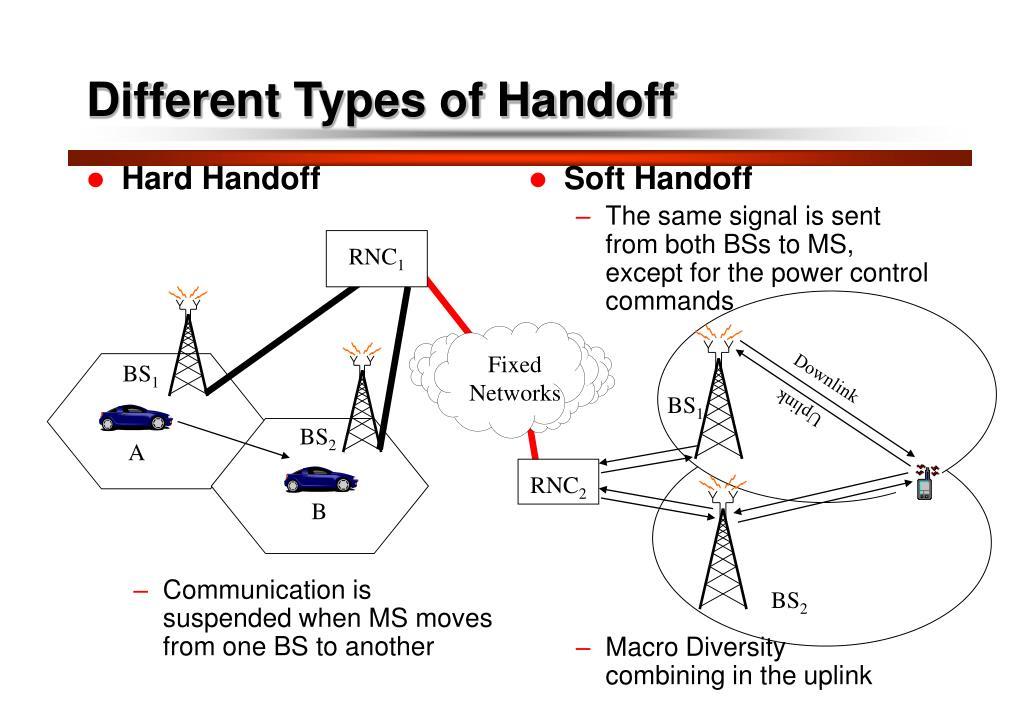 Different Types of Handoff
● Hard Handoff
RNC1
BS1
A
BS2
B
– Communication is
suspended when MS moves
from one BS to another
Fixed
Networks
● Soft Handoff
– The same signal is sent
from both BSs to MS,
except for the power control
commands
BS1
Downlink
Uplink
RNC2
BS2
– Macro Diversity
combining in the uplink